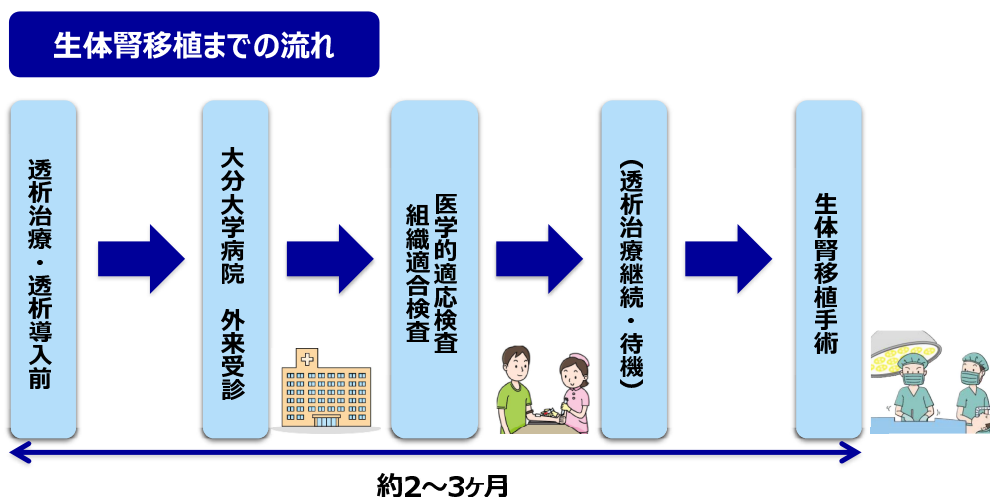 生体腎移植までの流れ
透析治療・透析導入前
大分大学病院　外来受診
医学的適応検査
組織適合検査
（透析治療継続・待機）
生体腎移植手術
約2～3ヶ月